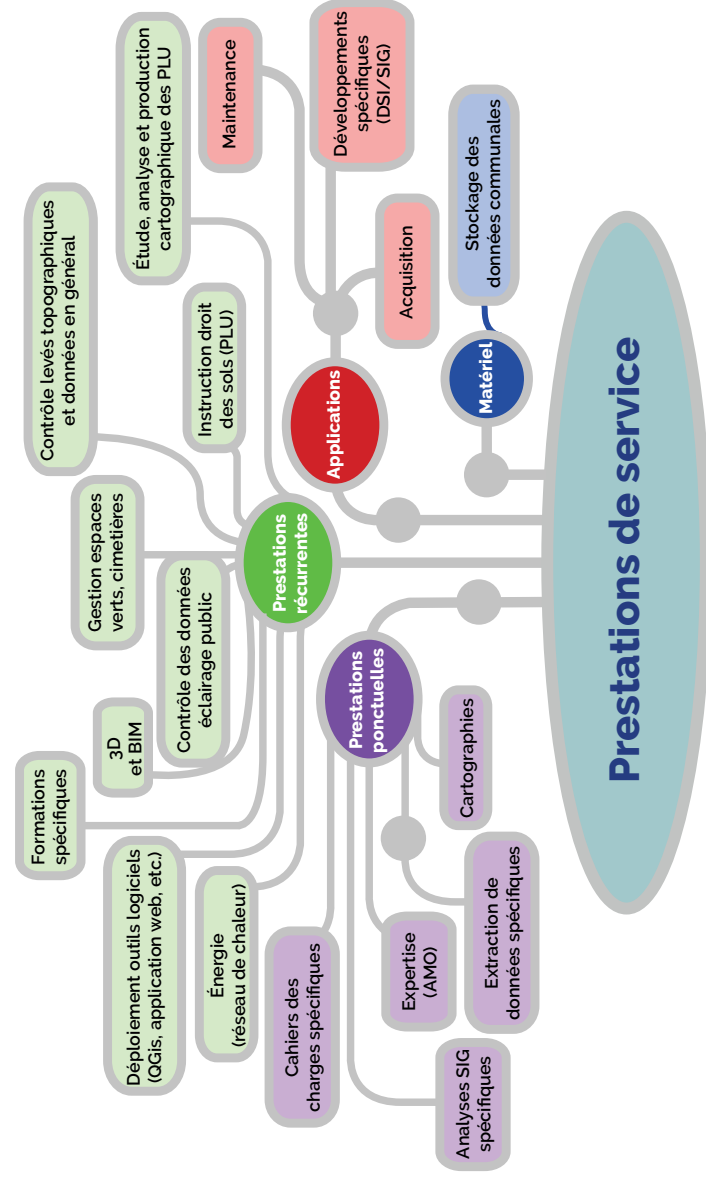 Formations
spécifiques
Contrôle levés topographiques
et données en général
Gestion espaces
verts, cimetières
3D
et BIM
Étude, analyse et production
cartographique des PLU
Déploiement outils logiciels
(QGis, application web, etc.)
Contrôle des données
éclairage public
Instruction droit
des sols (PLU)
Maintenance
Énergie
(réseau de chaleur)
Prestations
récurrentes
Cahiers des
charges spécifiques
Applications
Développements
spécifiques
(DSI/SIG)
Prestations
ponctuelles
Acquisition
Expertise
(AMO)
Cartographies
Analyses SIG
spécifiques
Extraction de
données spécifiques
Matériel
Stockage des
données communales
Prestations de service